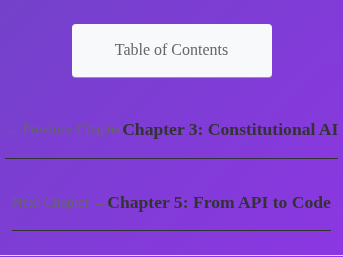 Table of Contents
← Previous Chapter Chapter 3: Constitutional AI
Next Chapter → Chapter 5: From API to Code